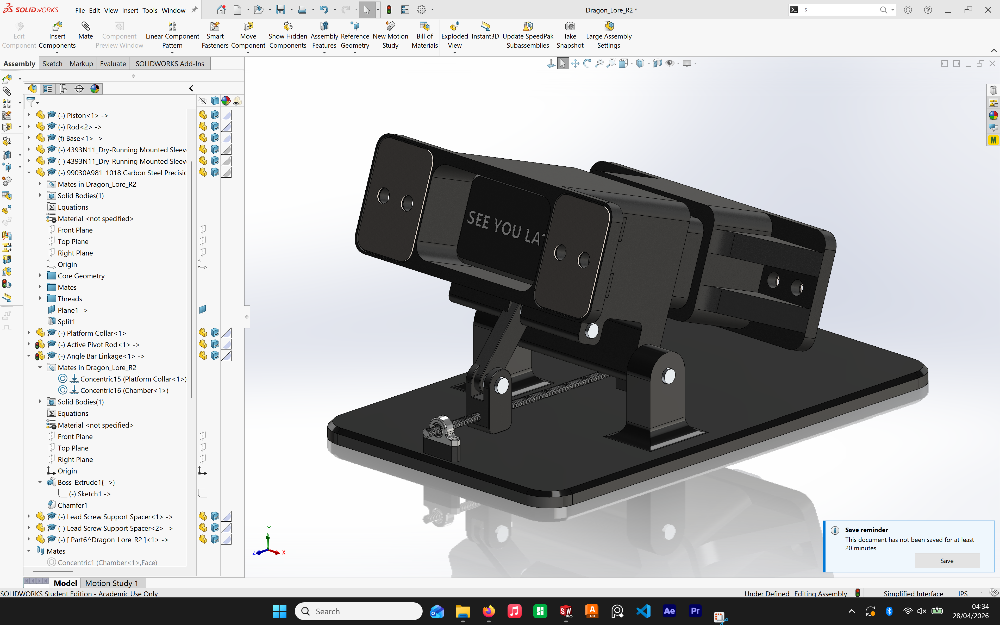 SOLIDWORKS
File Edit View Insert Tools Window
Dragon_Lore_R2 *
s
Edit Component
Insert Components
Mate
Component Preview Window
Linear Component Pattern
Smart Fasteners
Move Component
Show Hidden Components
Assembly Features
Reference Geometry
New Motion Study
Bill of Materials
Exploded View
Instant3D
Update SpeedPak Subassemblies
Take Snapshot
Large Assembly Settings
Assembly Sketch Markup Evaluate SOLIDWORKS Add-Ins
(-) Piston<1> ->
(-) Rod<2> ->
(f) Base<1> ->
(-) 4393N11_Dry-Running Mounted Sleev
(-) 4393N11_Dry-Running Mounted Sleev
(-) 99030A981_1018 Carbon Steel Precisic
Mates in Dragon_Lore_R2
Solid Bodies(1)
Equations
Material <not specified>
Front Plane
Top Plane
Right Plane
Origin
Core Geometry
Mates
Threads
Plane1 ->
Split1
(-) Platform Collar<1>
(-) Active Pivot Rod<1> ->
(-) Angle Bar Linkage<1> ->
Mates in Dragon_Lore_R2
Concentric15 (Platform Collar<1>)
Concentric16 (Chamber<1>)
Solid Bodies(1)
Equations
Material <not specified>
Front Plane
Top Plane
Right Plane
Origin
Boss-Extrude1{ ->}
(-) Sketch1 ->
Chamfer1
(-) Lead Screw Support Spacer<1> ->
(-) Lead Screw Support Spacer<2> ->
(-) [ Part6^Dragon_Lore_R2 ]<1> ->
Mates
Concentric1 (Chamber<1>,Face)
SEE YOU LAT
Y
Z
X
M
Save reminder
This document has not been saved for at least
20 minutes
Save
Model Motion Study 1
SOLIDWORKS Student Edition - Academic Use Only
Under Defined Editing Assembly Simplified Interface IPS
Search
SW 2025
A AST
Ae
Pr
04:34
28/04/2026